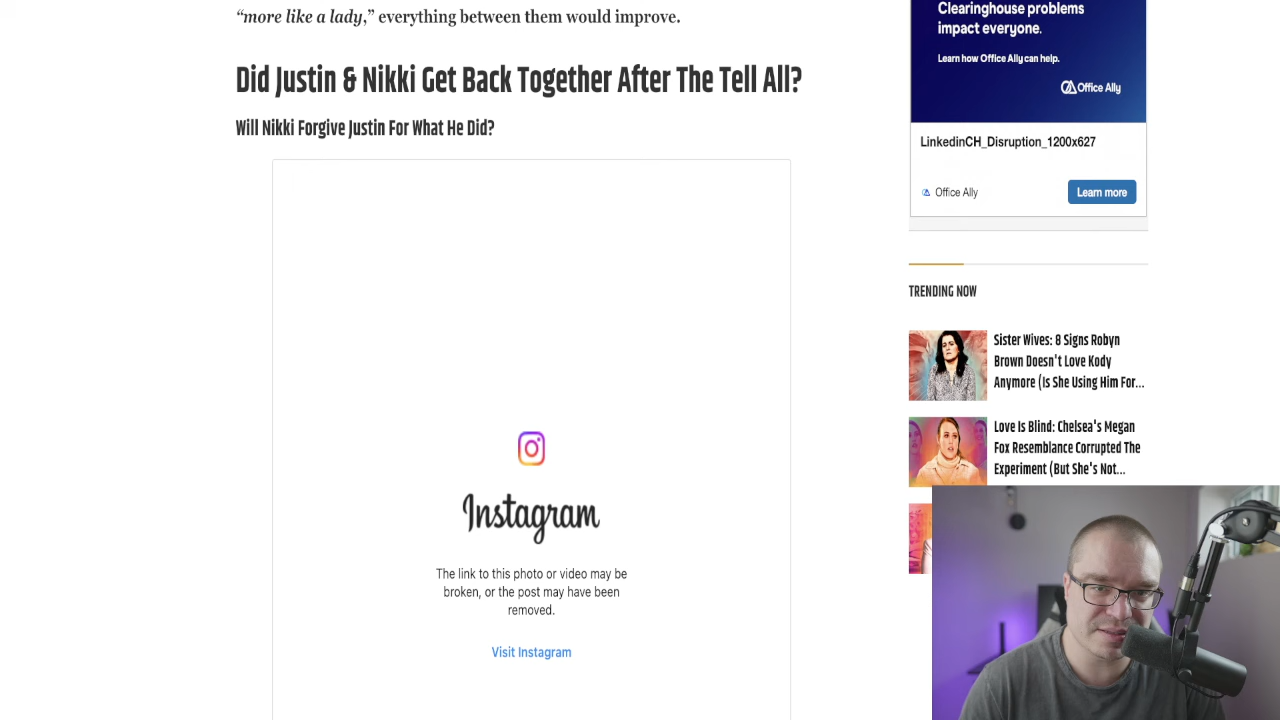 “more like a lady,” everything between them would improve.
Did Justin & Nikki Get Back Together After The Tell All?
Will Nikki Forgive Justin For What He Did?
Instagram
The link to this photo or video may be
broken, or the post may have been
removed.
Visit Instagram
Clearinghouse problems
impact everyone.
Learn how Office Ally can help.
Office Ally
LinkedinCH_Disruption_1200x627
Office Ally
Learn more
TRENDING NOW
Sister Wives: 8 Signs Robyn
Brown Doesn't Love Kody
Anymore (Is She Using Him For...
Love Is Blind: Chelsea's Megan
Fox Resemblance Corrupted The
Experiment (But She's Not...